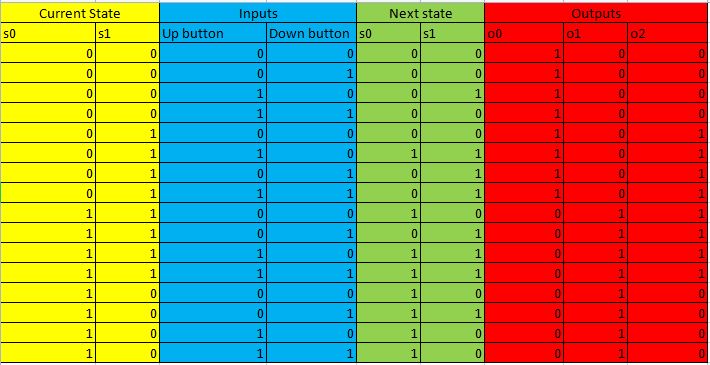 Current State Inputs Next state Outputs
s0 s1 Up button Down button s0 s1 o0 o1 o2
0 0 0 0 0 0 1 0 0
0 0 0 1 0 0 1 0 0
0 0 1 0 0 1 1 0 0
0 0 1 1 0 0 1 0 0
0 1 0 0 0 0 1 0 1
0 1 1 0 1 1 1 0 1
0 1 0 1 0 0 1 0 1
0 1 1 1 0 1 1 0 1
1 1 0 0 1 0 0 1 1
1 1 0 1 0 1 0 1 1
1 1 1 0 1 0 0 1 1
1 1 1 1 1 1 0 1 1
1 0 0 0 1 0 0 1 0
1 0 0 1 1 1 0 1 0
1 0 1 0 1 0 0 1 0
1 0 1 1 1 0 0 1 0